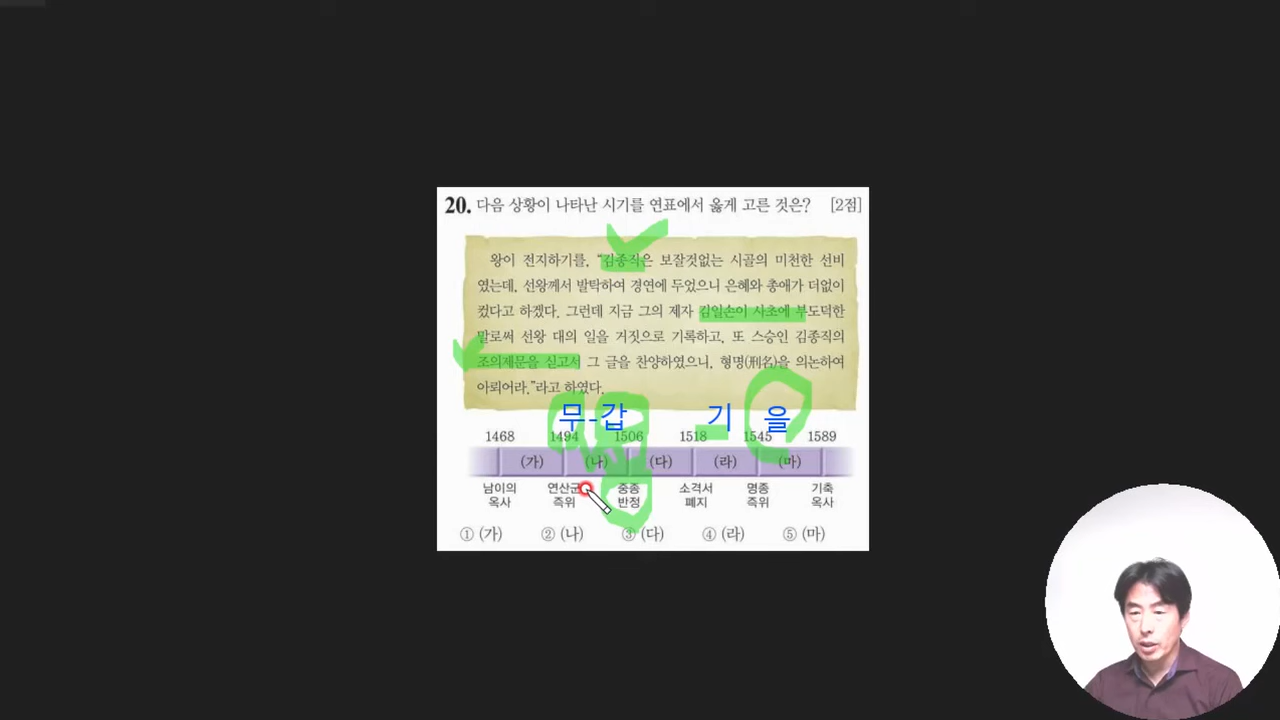 20. 다음 상황이 나타난 시기를 연표에서 옳게 고른 것은? [2점]
왕이 전지하기를, "김종직은 보잘것없는 시골의 미천한 선비
였는데, 선왕께서 발탁하여 경연에 두었으니 은혜와 총애가 더없이
컸다고 하겠다. 그런데 지금 그의 제자 김일손이 사초에 부도덕한
말로써 선왕 대의 일을 거짓으로 기록하고, 또 스승인 김종직의
조의제문을 싣고서 그 글을 찬양하였으니, 형명(刑名)을 의논하여
아뢰어라."라고 하였다.
무-갑 기 을
1468 1494 1506 1518 1545 1589
(가) (나) (다) (라) (마)
남이의 연산군 중종 소격서 명종 기축
옥사 즉위 반정 폐지 즉위 옥사
① (가) ② (나) ③ (다) ④ (라) ⑤ (마)